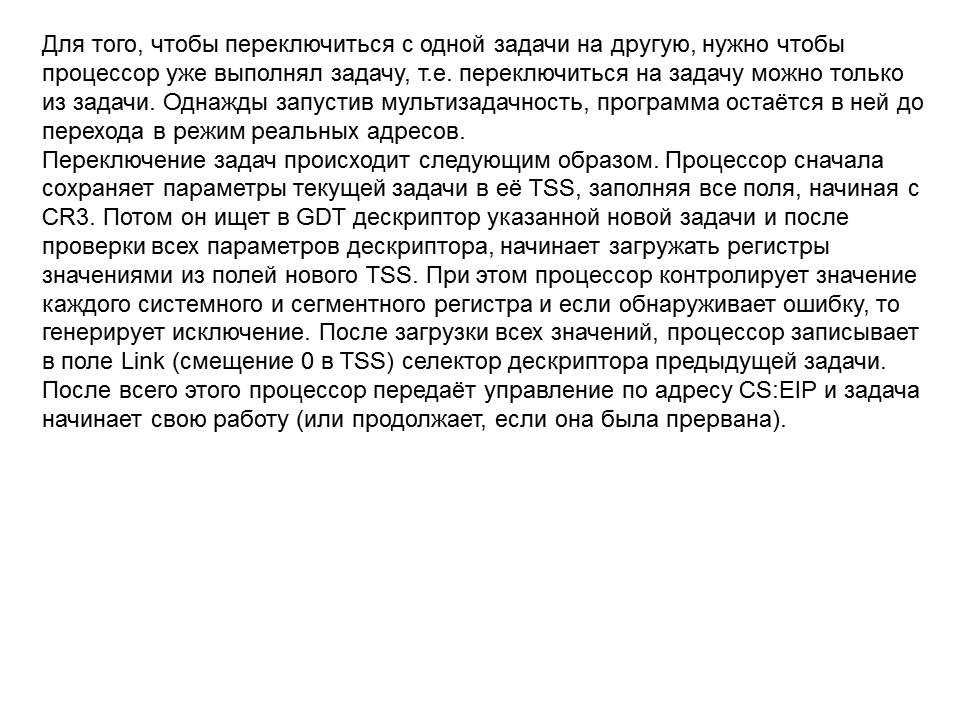 Для того, чтобы переключиться с одной задачи на другую, нужно чтобы
процессор уже выполнял задачу, т.е. переключиться на задачу можно только
из задачи. Однажды запустив мультизадачность, программа остаётся в ней до
перехода в режим реальных адресов.
Переключение задач происходит следующим образом. Процессор сначала
сохраняет параметры текущей задачи в её TSS, заполняя все поля, начиная с
CR3. Потом он ищет в GDT дескриптор указанной новой задачи и после
проверки всех параметров дескриптора, начинает загружать регистры
значениями из полей нового TSS. При этом процессор контролирует значение
каждого системного и сегментного регистра и если обнаруживает ошибку, то
генерирует исключение. После загрузки всех значений, процессор записывает
в поле Link (смещение 0 в TSS) селектор дескриптора предыдущей задачи.
После всего этого процессор передаёт управление по адресу CS:EIP и задача
начинает свою работу (или продолжает, если она была прервана).